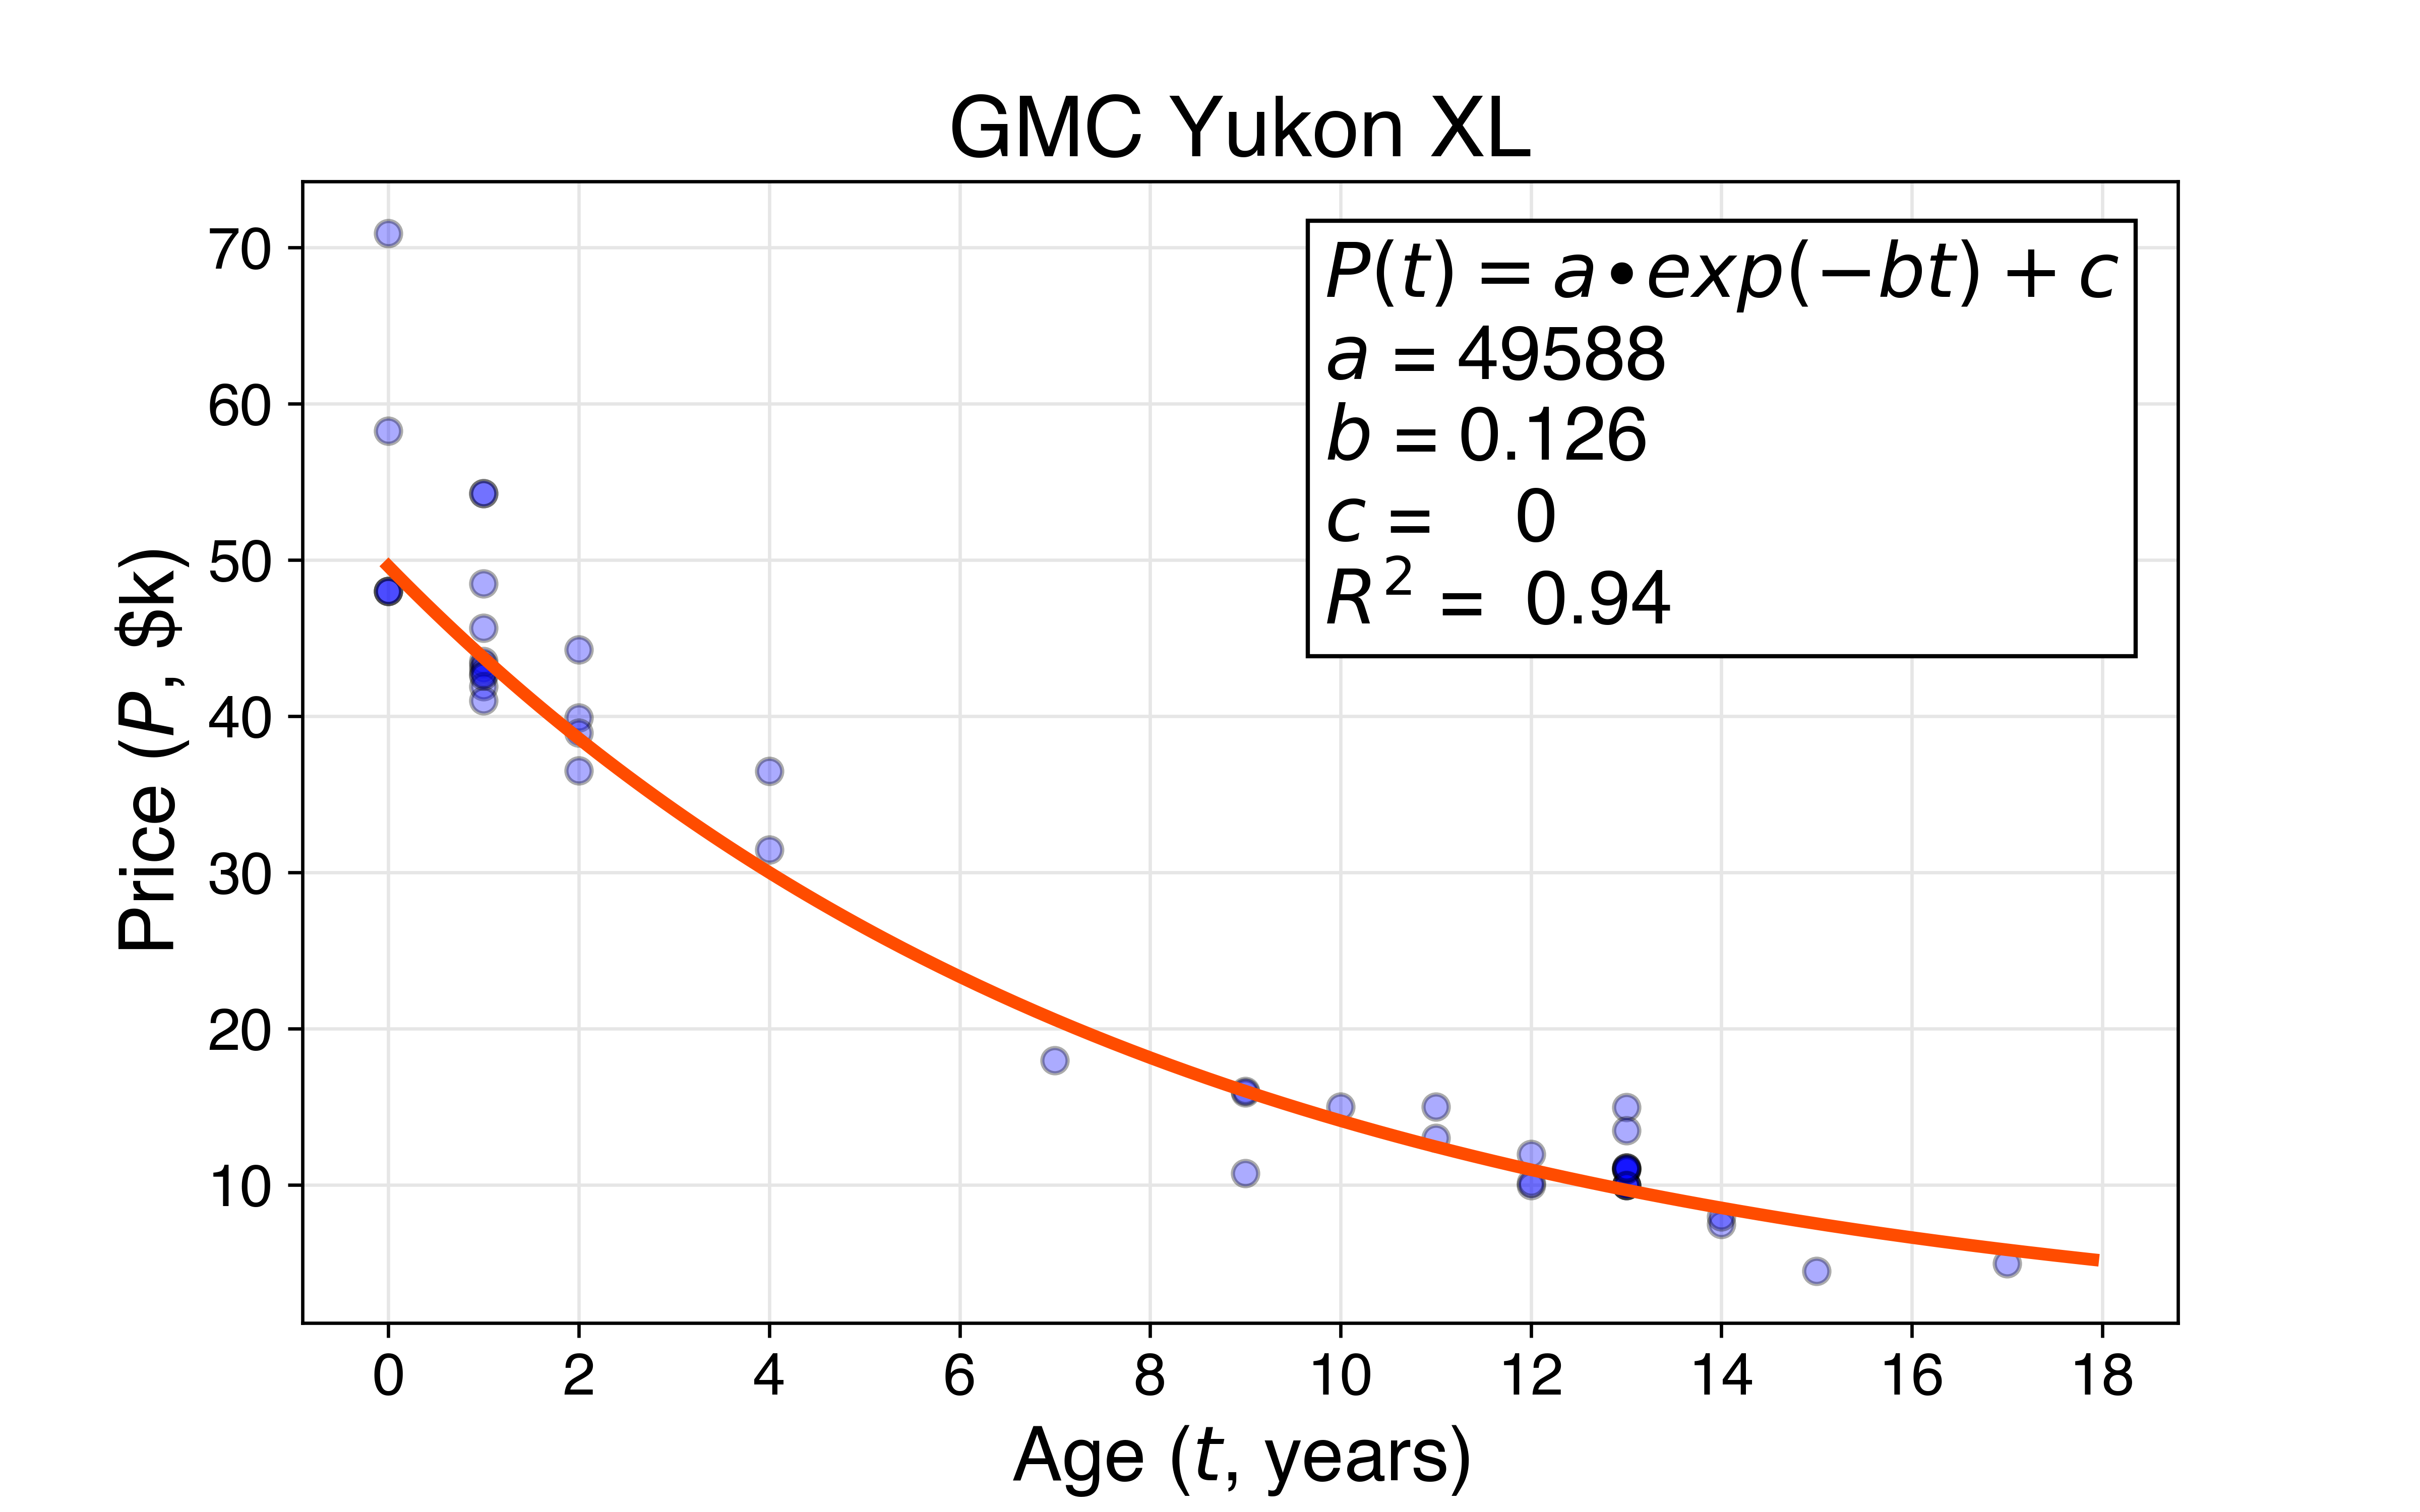 GMC Yukon XL
P(t) = a•exp(−bt) + c
a = 49588
b = 0.126
c = 0
R² = 0.94
Price (P, $k)
70
60
50
40
30
20
10
0 2 4 6 8 10 12 14 16 18
Age (t, years)